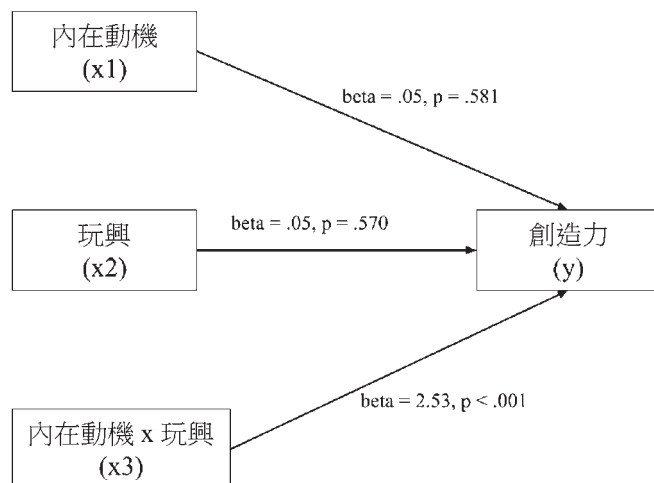 內在動機
(x1)
beta = .05, p = .581
玩興
(x2)
beta = .05, p = .570
創造力
(y)
beta = 2.53, p < .001
內在動機 x 玩興
(x3)